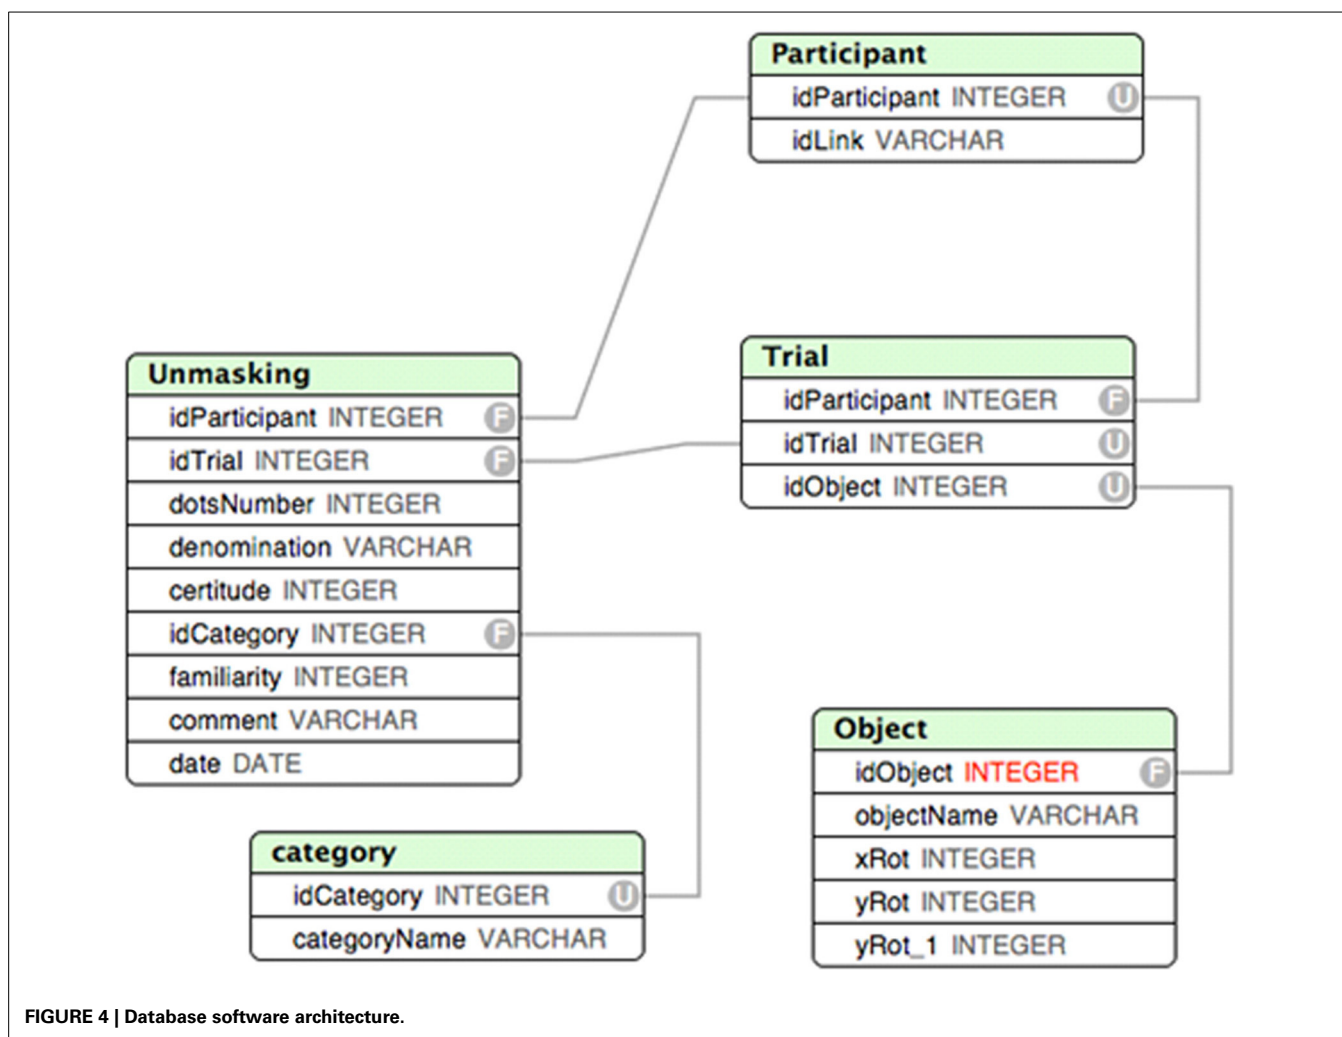 Participant
idParticipant INTEGER U
idLink VARCHAR
Unmasking
idParticipant INTEGER F
idTrial INTEGER F
dotsNumber INTEGER
denomination VARCHAR
certitude INTEGER
idCategory INTEGER F
familiarity INTEGER
comment VARCHAR
date DATE
Trial
idParticipant INTEGER F
idTrial INTEGER U
idObject INTEGER U
category
idCategory INTEGER U
categoryName VARCHAR
Object
idObject INTEGER F
objectName VARCHAR
xRot INTEGER
yRot INTEGER
yRot_1 INTEGER
FIGURE 4 | Database software architecture.